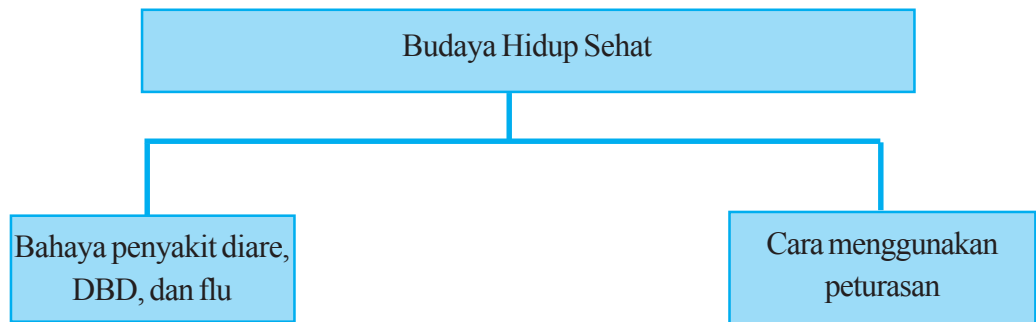 Budaya Hidup Sehat
Bahaya penyakit diare,
DBD, dan flu
Cara menggunakan
peturasan